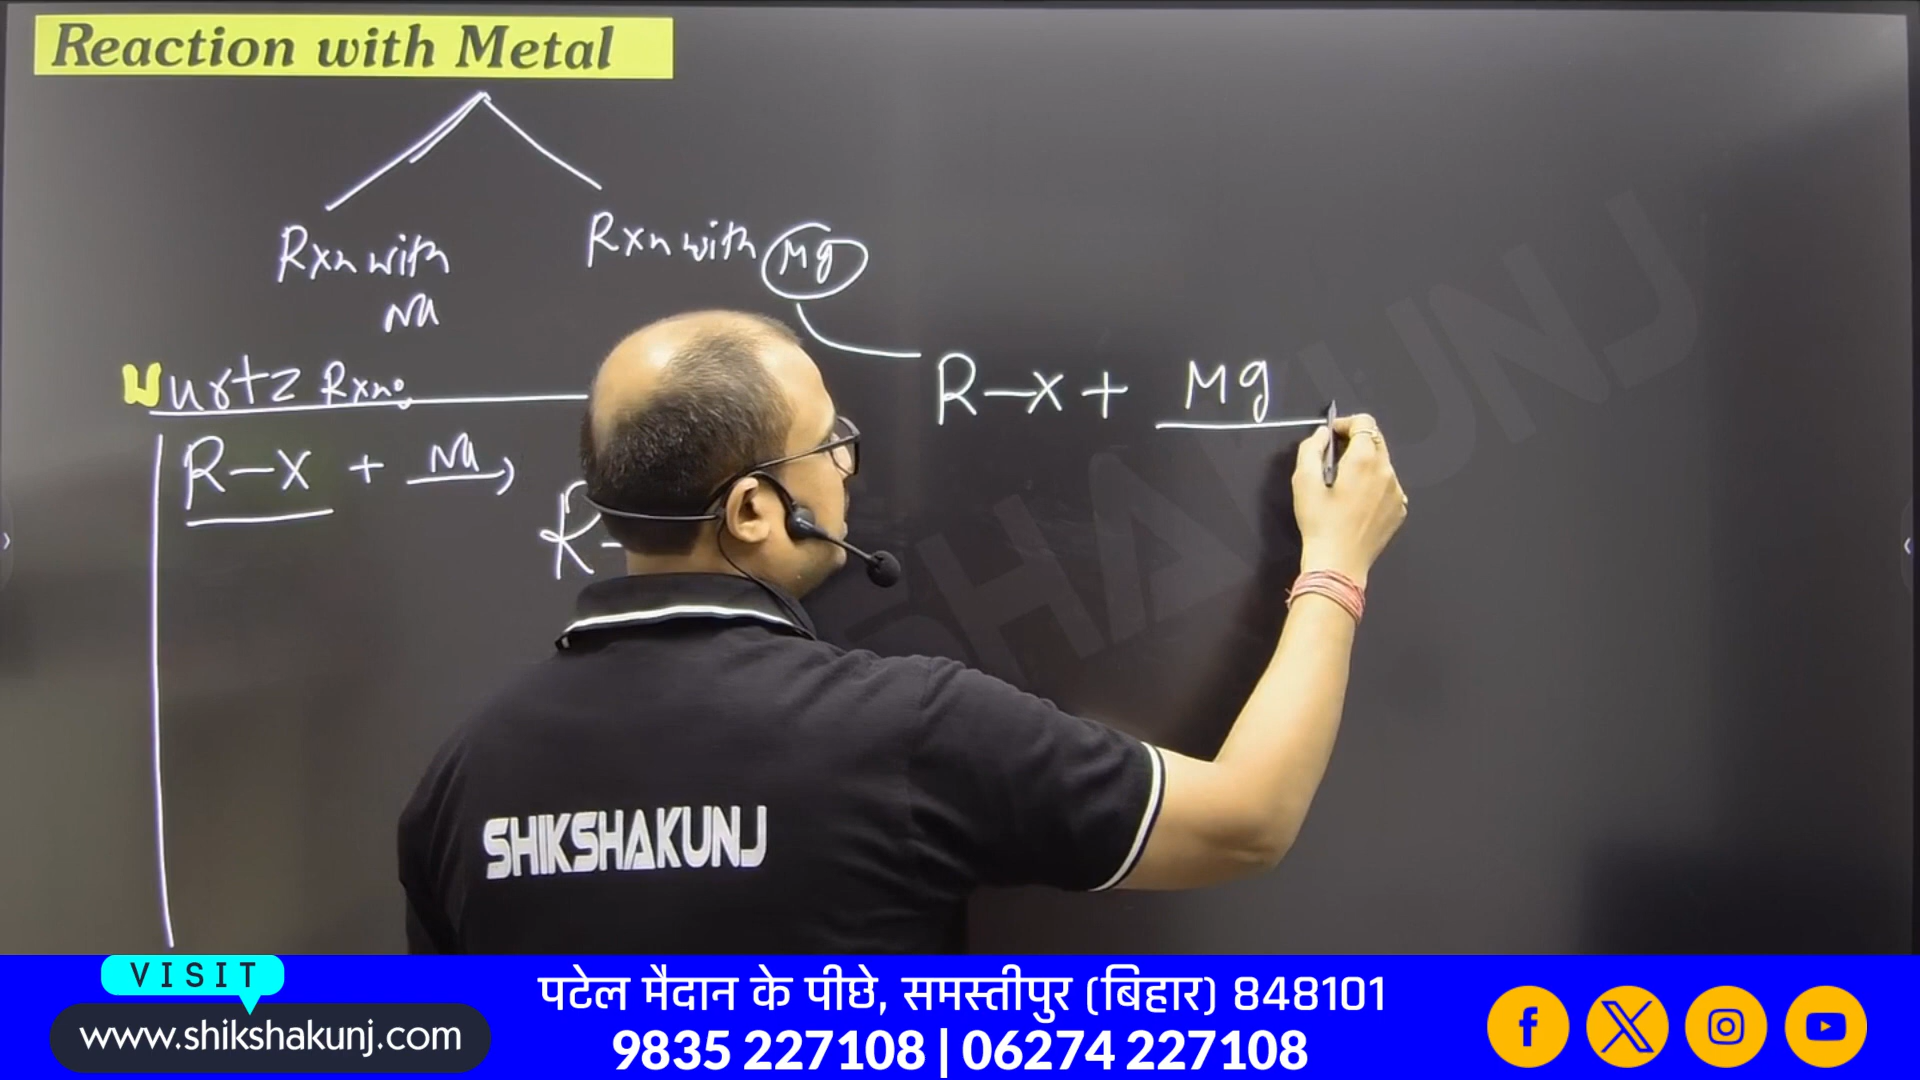 Reaction with Metal
Rxn with
Na
Rxn with Mg
Wurtz Rxn:
R-X + Na,
R-
R-X + Mg
SHIKSHAKUNJ
SHIKSHAKUNJ
VISIT
www.shikshakunj.com
पटेल मैदान के पीछे, समस्तीपुर (बिहार) 848101
9835 227108 | 06274 227108